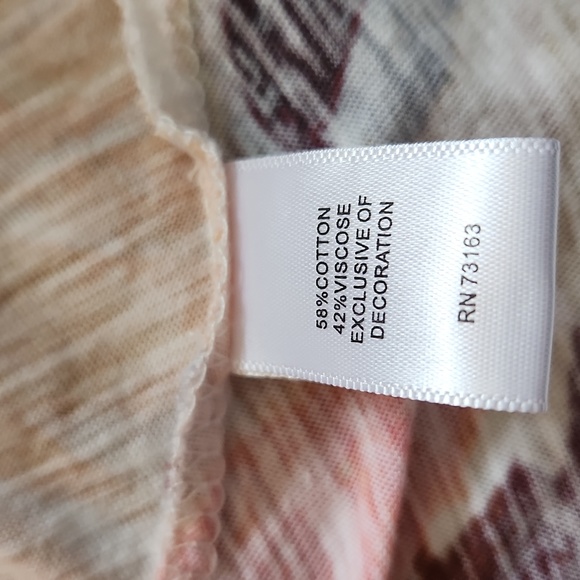 58%COTTON
42%VISCOSE
EXCLUSIVE OF
DECORATION
RN 73163